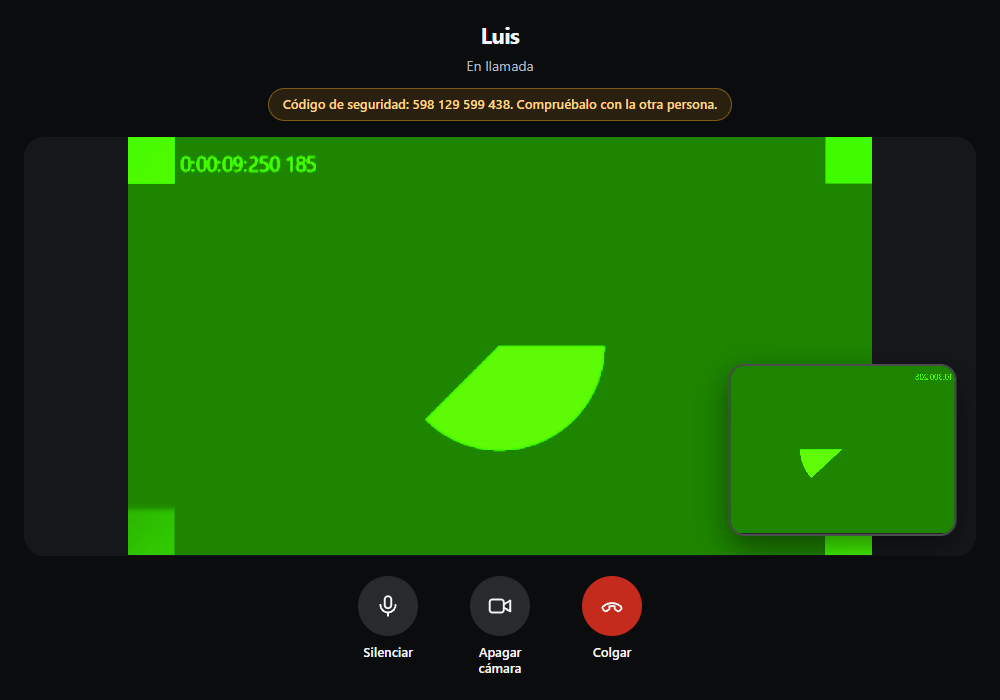 Luis
En llamada
Código de seguridad: 598 129 599 438. Compruébalo con la otra persona.
0:00:09:250 185
Silenciar
Apagar
cámara
Colgar